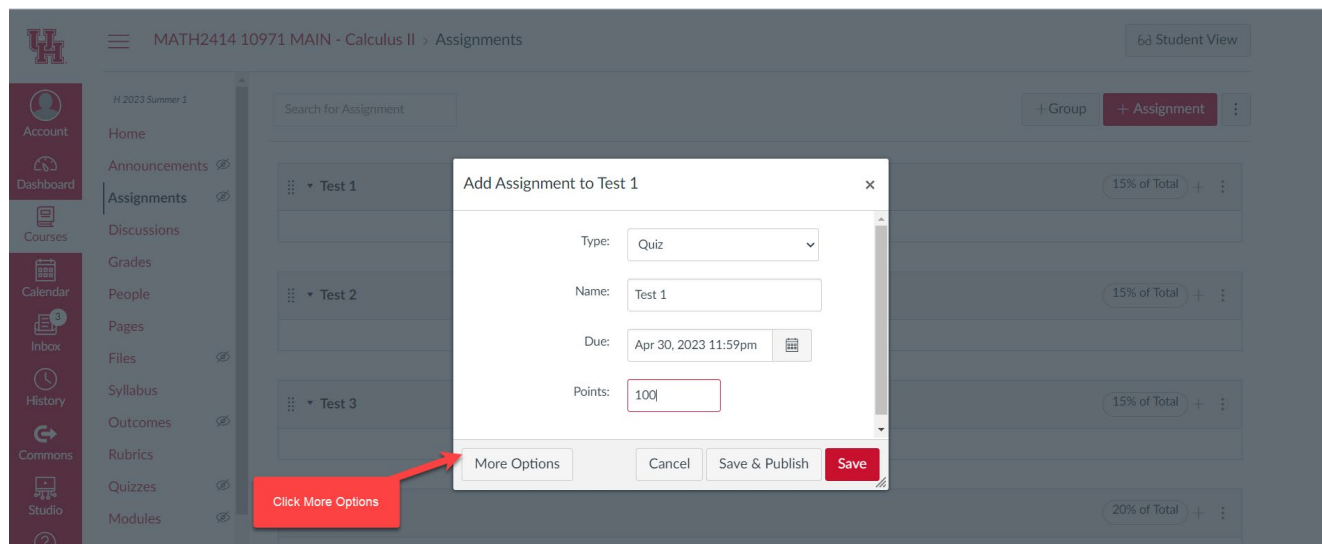 UH
MATH2414 10971 MAIN - Calculus II > Assignments
Student View
Account
Dashboard
Courses
Calendar
3
Inbox
History
Commons
Studio
H 2023 Summer 1
Home
Announcements
Assignments
Discussions
Grades
People
Pages
Files
Syllabus
Outcomes
Rubrics
Quizzes
Modules
Search for Assignment
+Group
+ Assignment
Test 1
15% of Total +
Test 2
15% of Total +
Test 3
15% of Total +
20% of Total +
Add Assignment to Test 1 ×
Type: Quiz
Name: Test 1
Due: Apr 30, 2023 11:59pm
Points: 100
More Options
Cancel
Save & Publish
Save
Click More Options